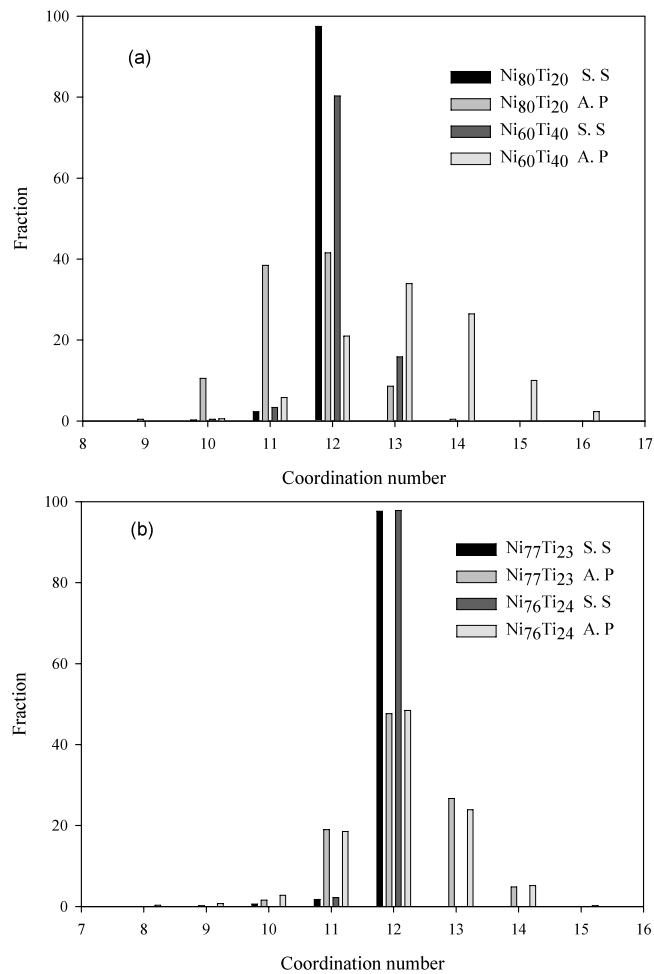 100
(a)
Ni80Ti20 S. S
Ni80Ti20 A. P
Ni60Ti40 S. S
Ni60Ti40 A. P
80
60
40
20
0
Fraction
8 9 10 11 12 13 14 15 16 17
Coordination number
100
(b)
Ni77Ti23 S. S
Ni77Ti23 A. P
Ni76Ti24 S. S
Ni76Ti24 A. P
80
60
40
20
0
Fraction
7 8 9 10 11 12 13 14 15 16
Coordination number